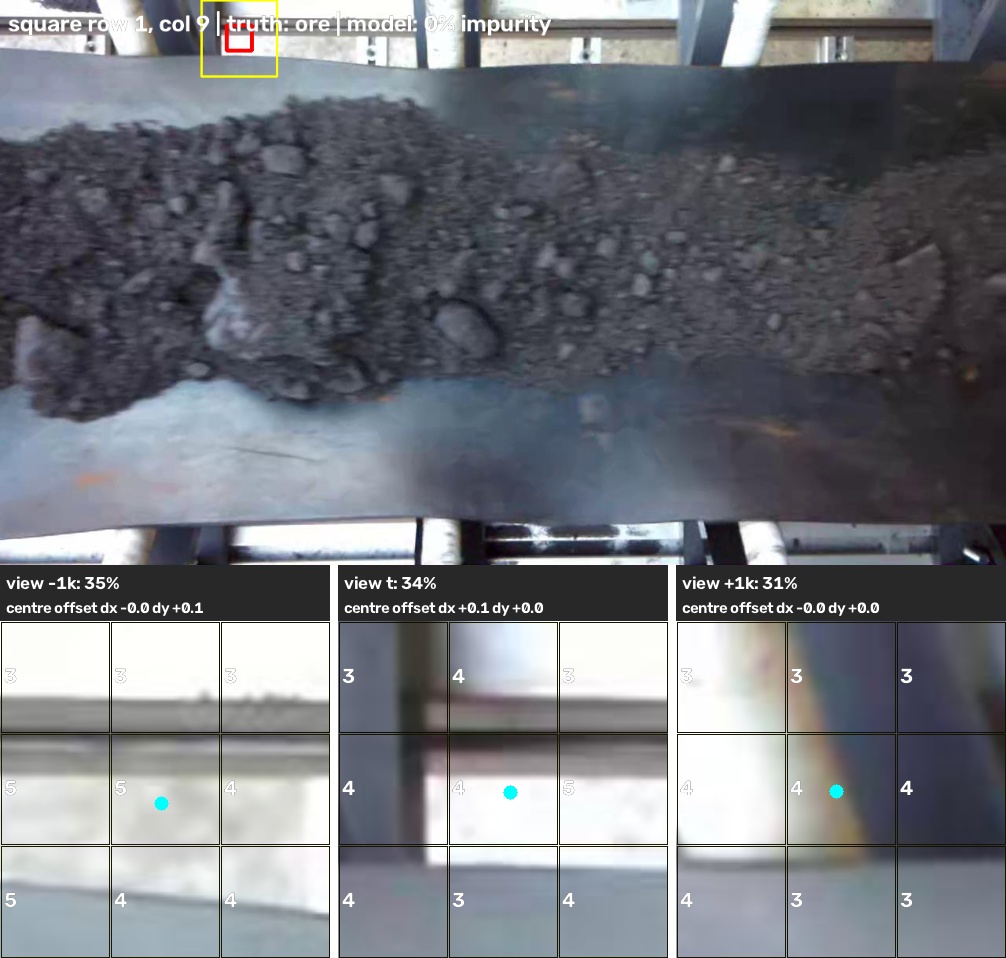 square row 1, col 9 | truth: ore | model: 0% impurity
view -1k: 35%
centre offset dx -0.0 dy +0.1
view t: 34%
centre offset dx +0.1 dy +0.0
view +1k: 31%
centre offset dx -0.0 dy +0.0
3 3 3 3 4 3 3 3 3
5 5 4 4 4 5 4 4 4
5 4 4 4 3 4 4 3 3